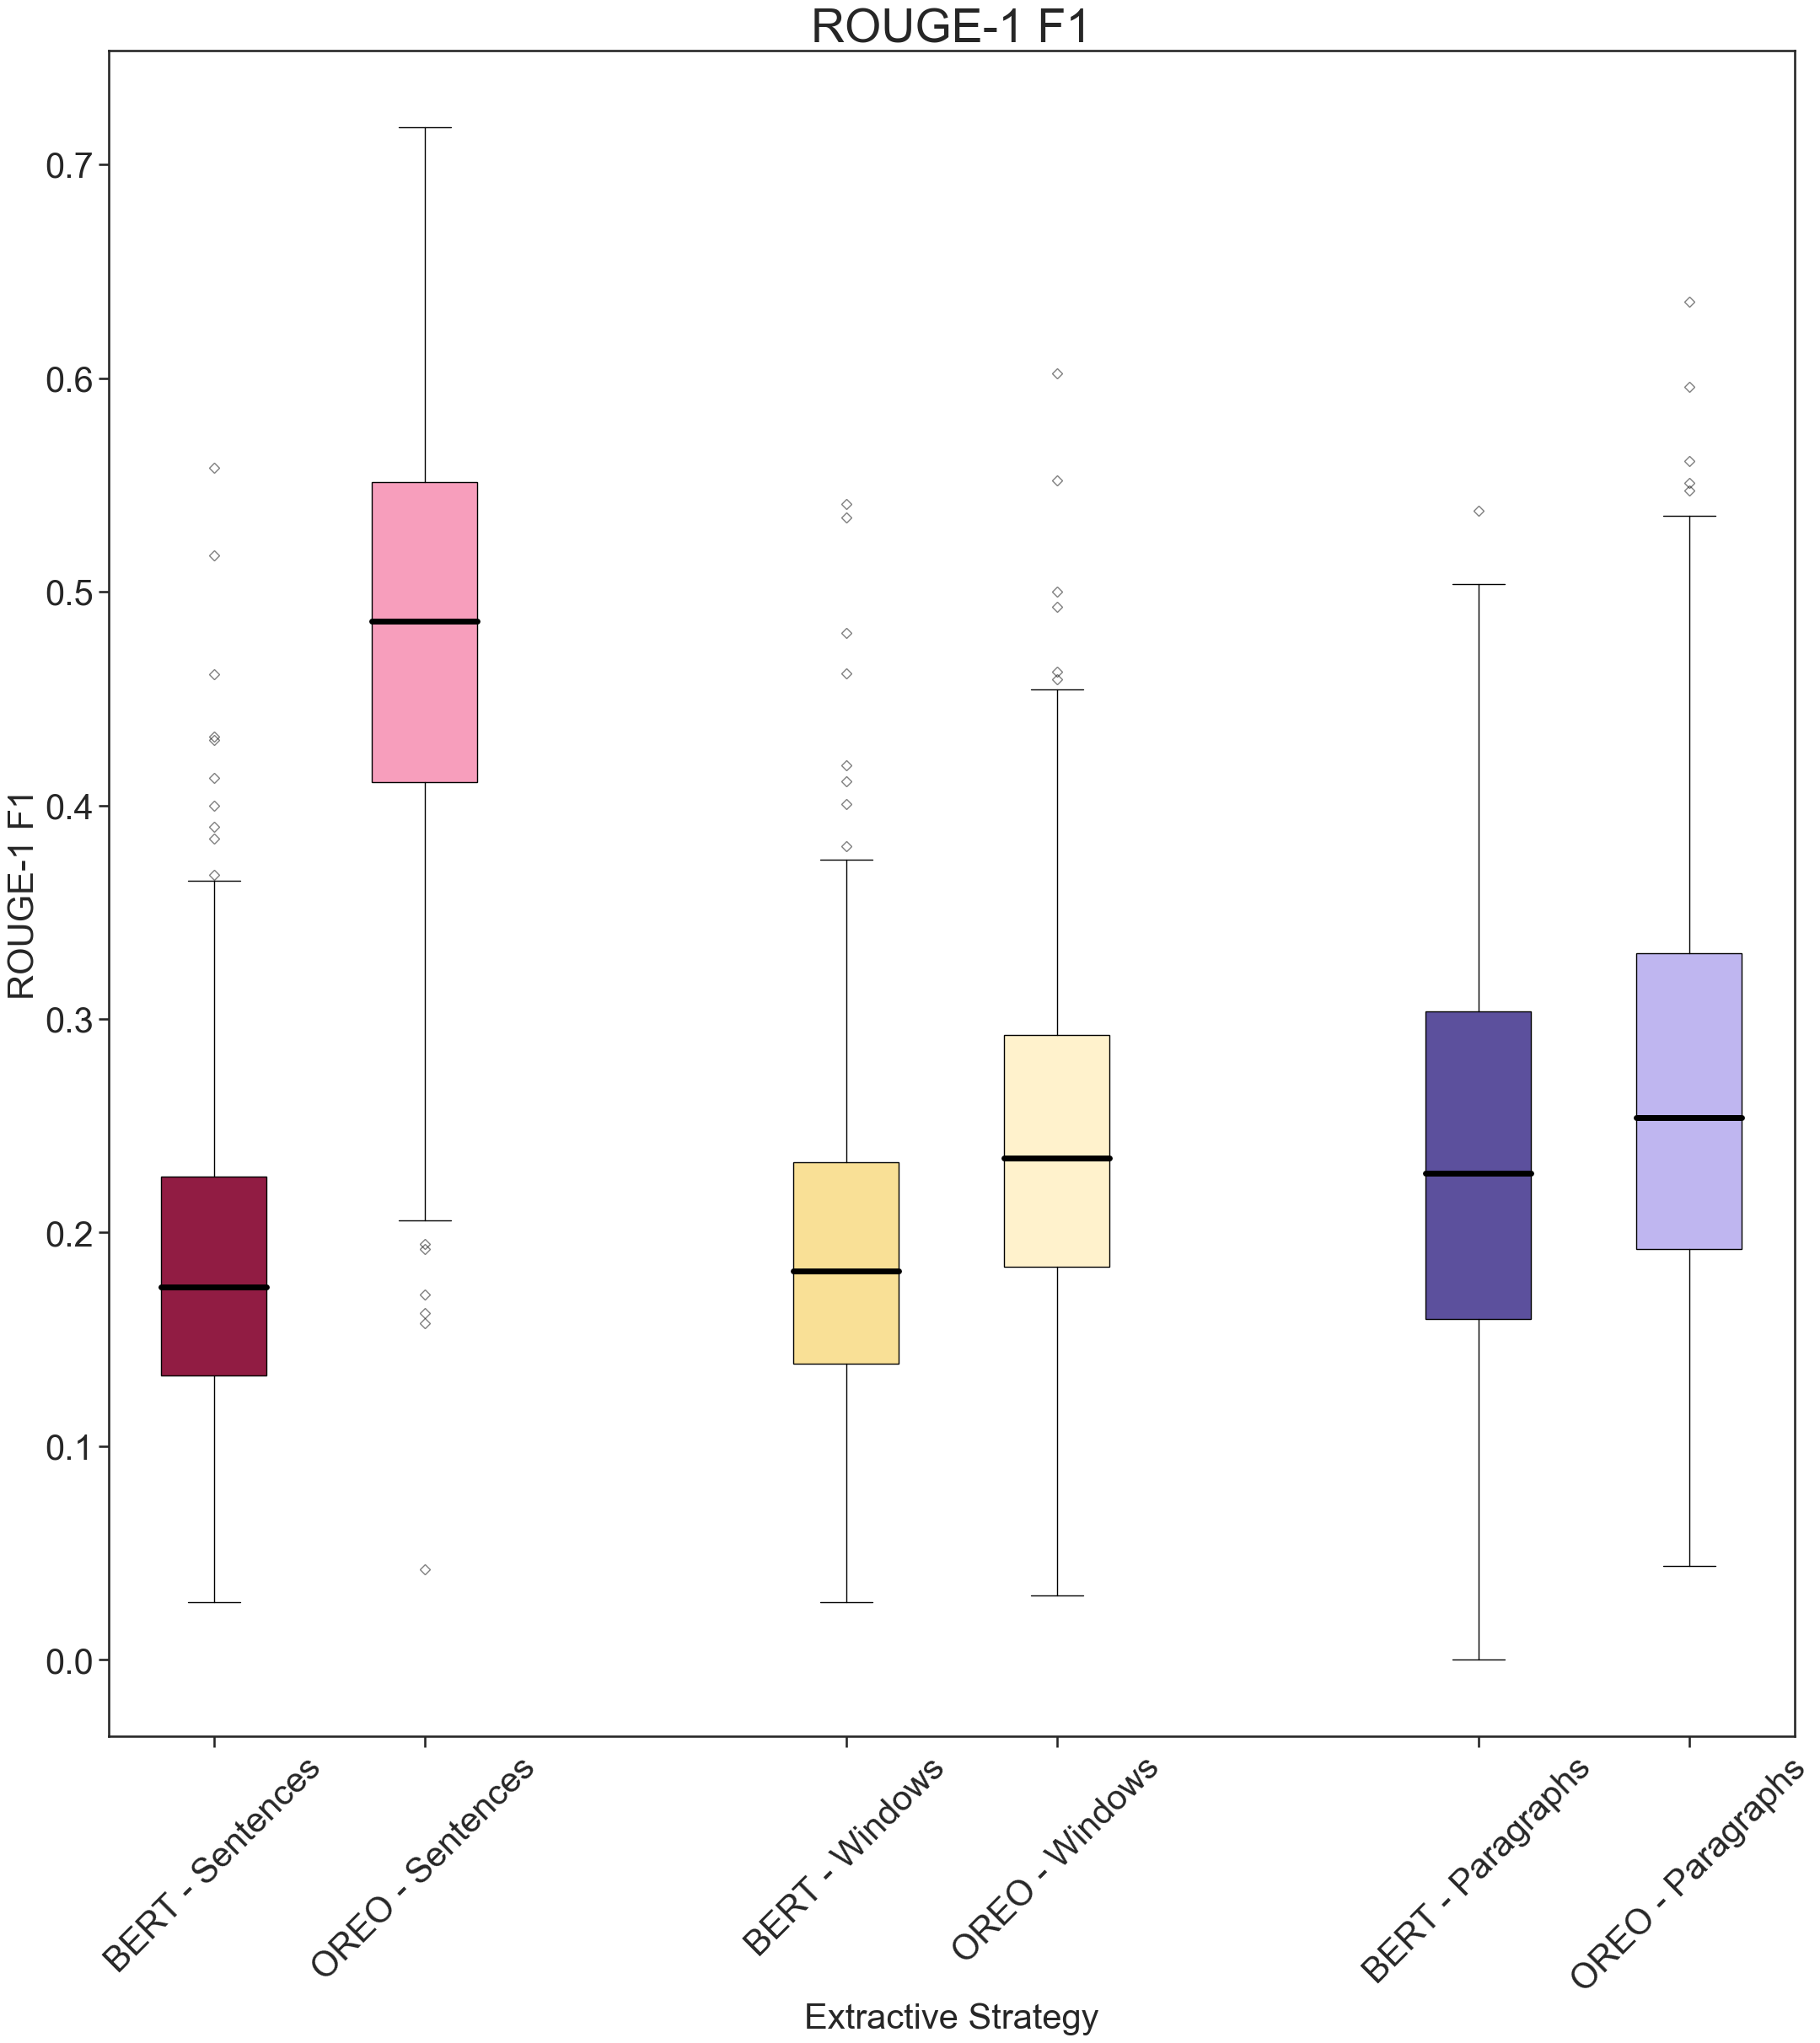 ROUGE-1 F1
ROUGE-1 F1
0.7
0.6
0.5
0.4
0.3
0.2
0.1
0.0
BERT - Sentences
OREO - Sentences
BERT - Windows
OREO - Windows
BERT - Paragraphs
OREO - Paragraphs
Extractive Strategy